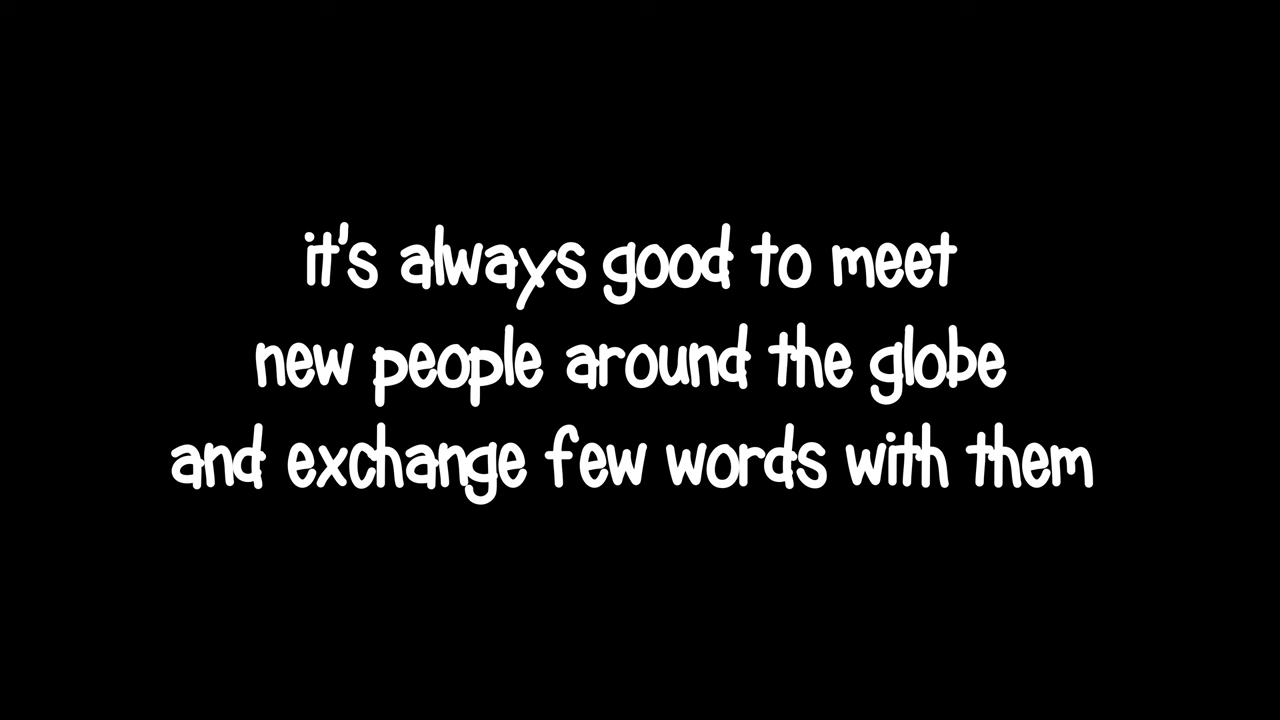 it's always good to meet
new people around the globe
and exchange few words with them